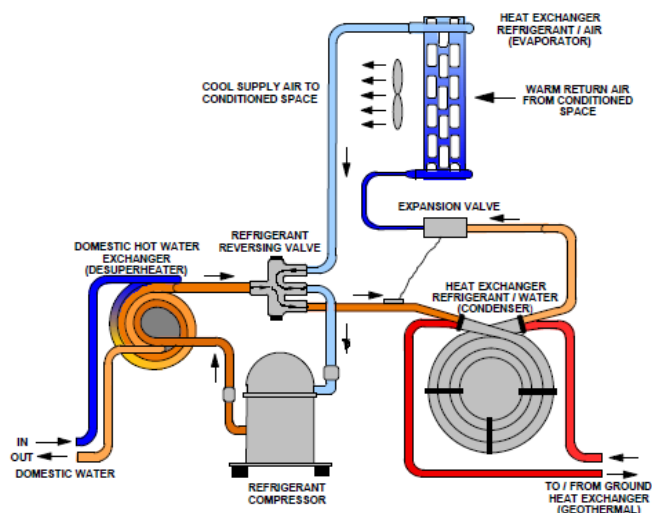 HEAT EXCHANGER
REFRIGERANT / AIR
(EVAPORATOR)
COOL SUPPLY AIR TO
CONDITIONED SPACE
WARM RETURN AIR
FROM CONDITIONED
SPACE
EXPANSION VALVE
REFRIGERANT
REVERSING VALVE
DOMESTIC HOT WATER
EXCHANGER
(DESUPERHEATER)
HEAT EXCHANGER
REFRIGERANT / WATER
(CONDENSER)
IN
OUT
DOMESTIC WATER
REFRIGERANT
COMPRESSOR
TO / FROM GROUND
HEAT EXCHANGER
(GEOTHERMAL)